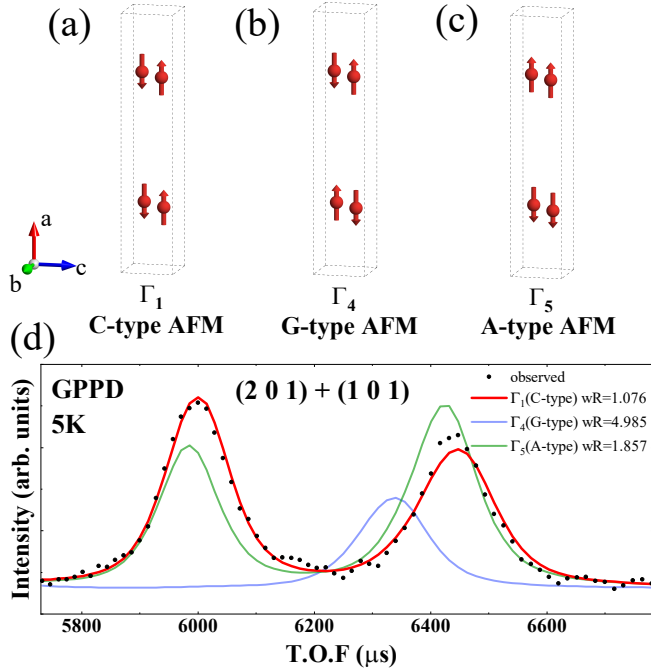 (a) (b) (c)
a
b c
Γ1 Γ4 Γ5
C-type AFM G-type AFM A-type AFM
(d)
GPPD (2 0 1) + (1 0 1) observed
5K Γ1(C-type) wR=1.076
Γ4(G-type) wR=4.985
Γ5(A-type) wR=1.857
Intensity (arb. units)
5800 6000 6200 6400 6600
T.O.F (μs)